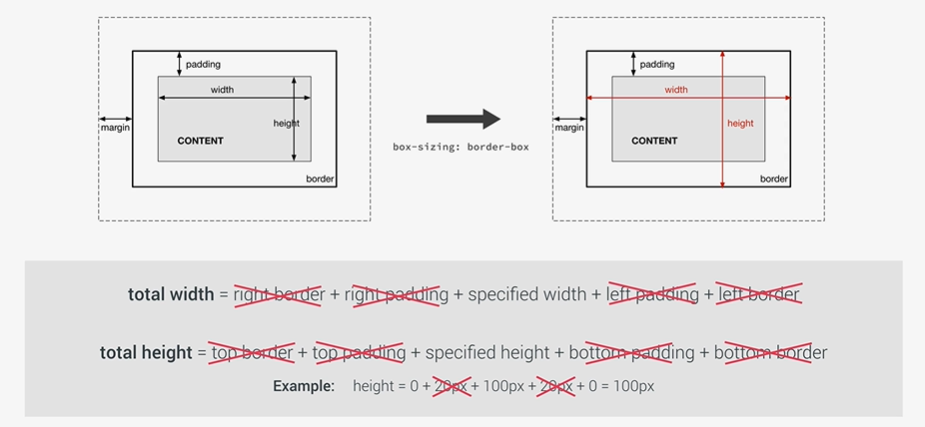 padding
width
height
margin
CONTENT
border
box-sizing: border-box
padding
width
height
margin
CONTENT
border
total width = right border + right padding + specified width + left padding + left border
total height = top border + top padding + specified height + bottom padding + bottom border
Example: height = 0 + 20px + 100px + 20px + 0 = 100px